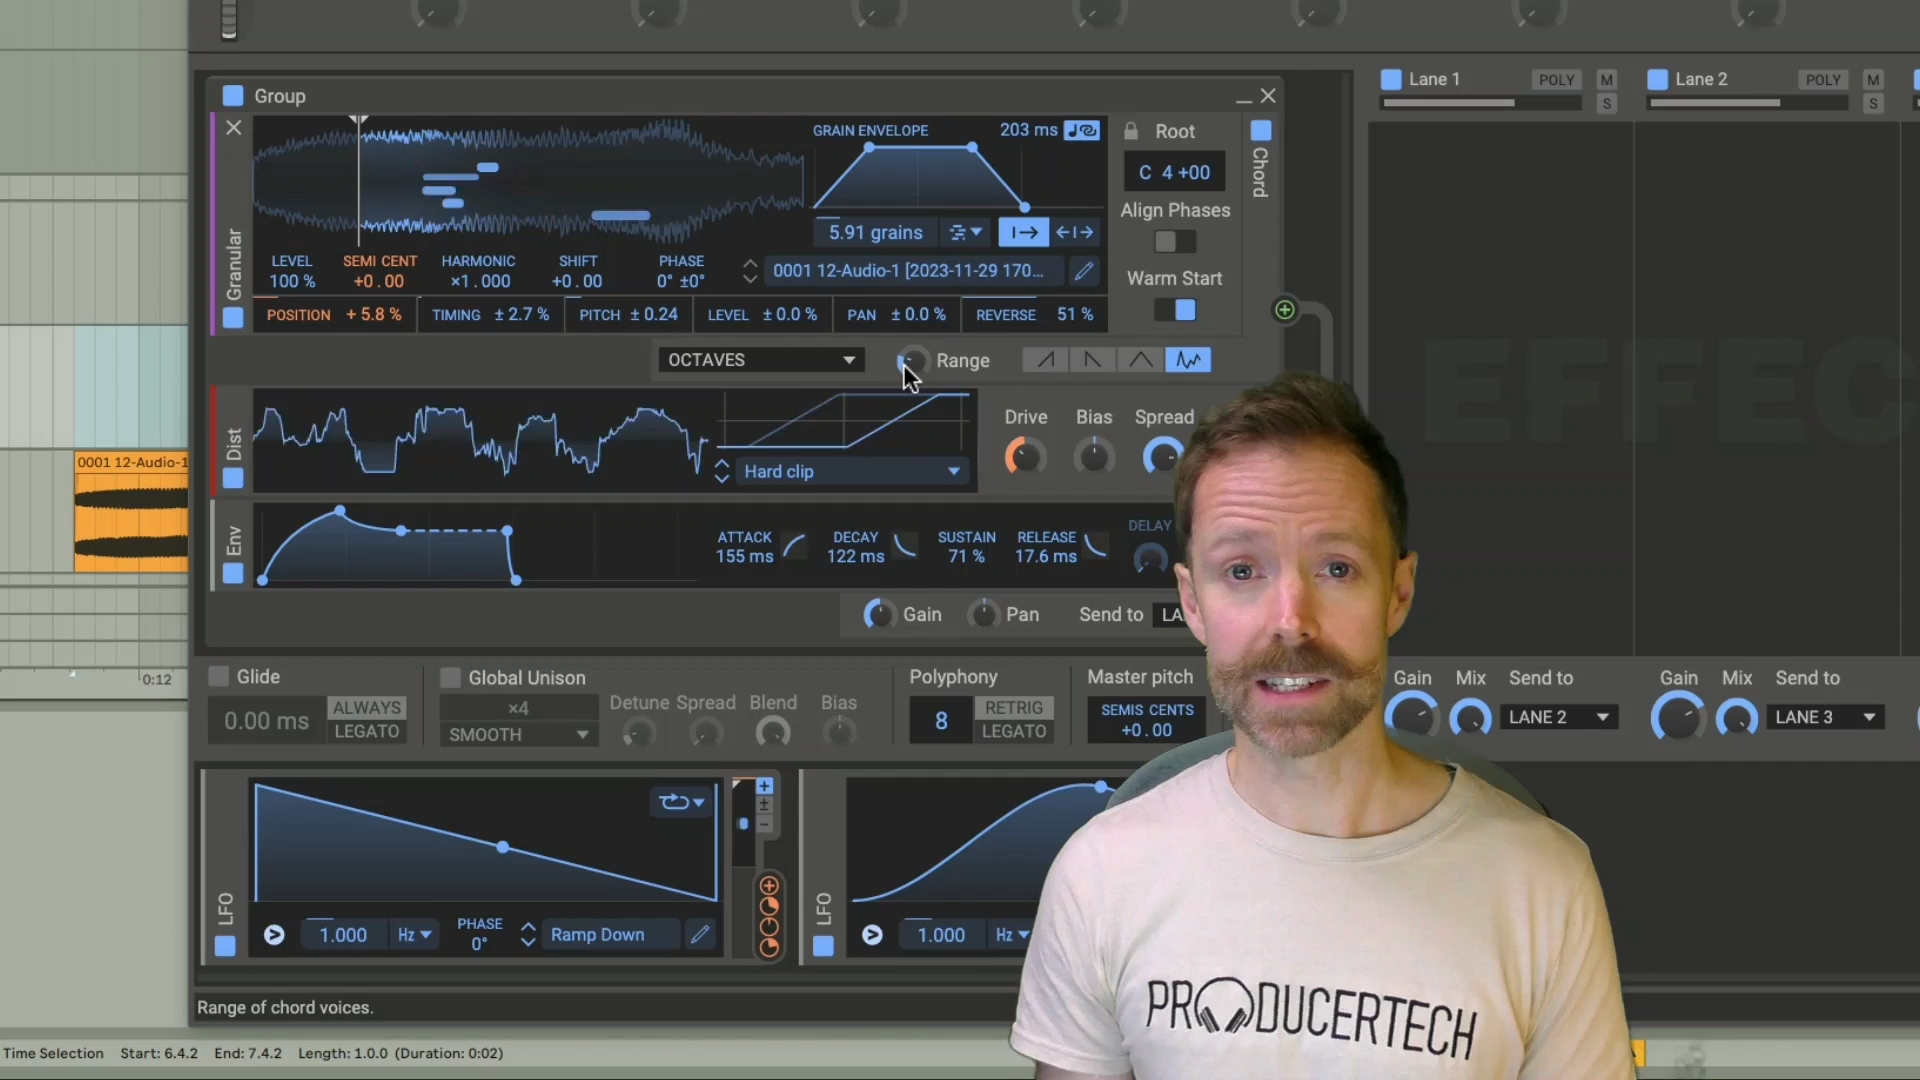 Lane 1 POLY M
S
Lane 2 POLY M
S
Group
GRAIN ENVELOPE 203 ms
Root
C 4 +00
Chord
Align Phases
Warm Start
Granular
5.91 grains
LEVEL
100 %
SEMI CENT
+0.00
HARMONIC
×1.000
SHIFT
+0.00
PHASE
0° ±0°
0001 12-Audio-1 [2023-11-29 170...
POSITION + 5.8 %
TIMING ± 2.7 %
PITCH ± 0.24
LEVEL ± 0.0 %
PAN ± 0.0 %
REVERSE 51 %
OCTAVES
Range
EFFEC
Dist
Hard clip
Drive Bias Spread
0001 12-Audio-1
Env
ATTACK
155 ms
DECAY
122 ms
SUSTAIN
71 %
RELEASE
17.6 ms
DELAY
Gain Pan Send to LA
0:12
Glide
0.00 ms
ALWAYS
LEGATO
Global Unison
×4
SMOOTH
Detune Spread Blend Bias
Polyphony
8
RETRIG
LEGATO
Master pitch
SEMIS CENTS
+0.00
Gain Mix Send to
LANE 2
Gain Mix Send to
LANE 3
LFO
1.000 Hz
PHASE
0°
Ramp Down
LFO
1.000 Hz
Range of chord voices.
PRODUCERTECH
Time Selection Start: 6.4.2 End: 7.4.2 Length: 1.0.0 (Duration: 0:02)